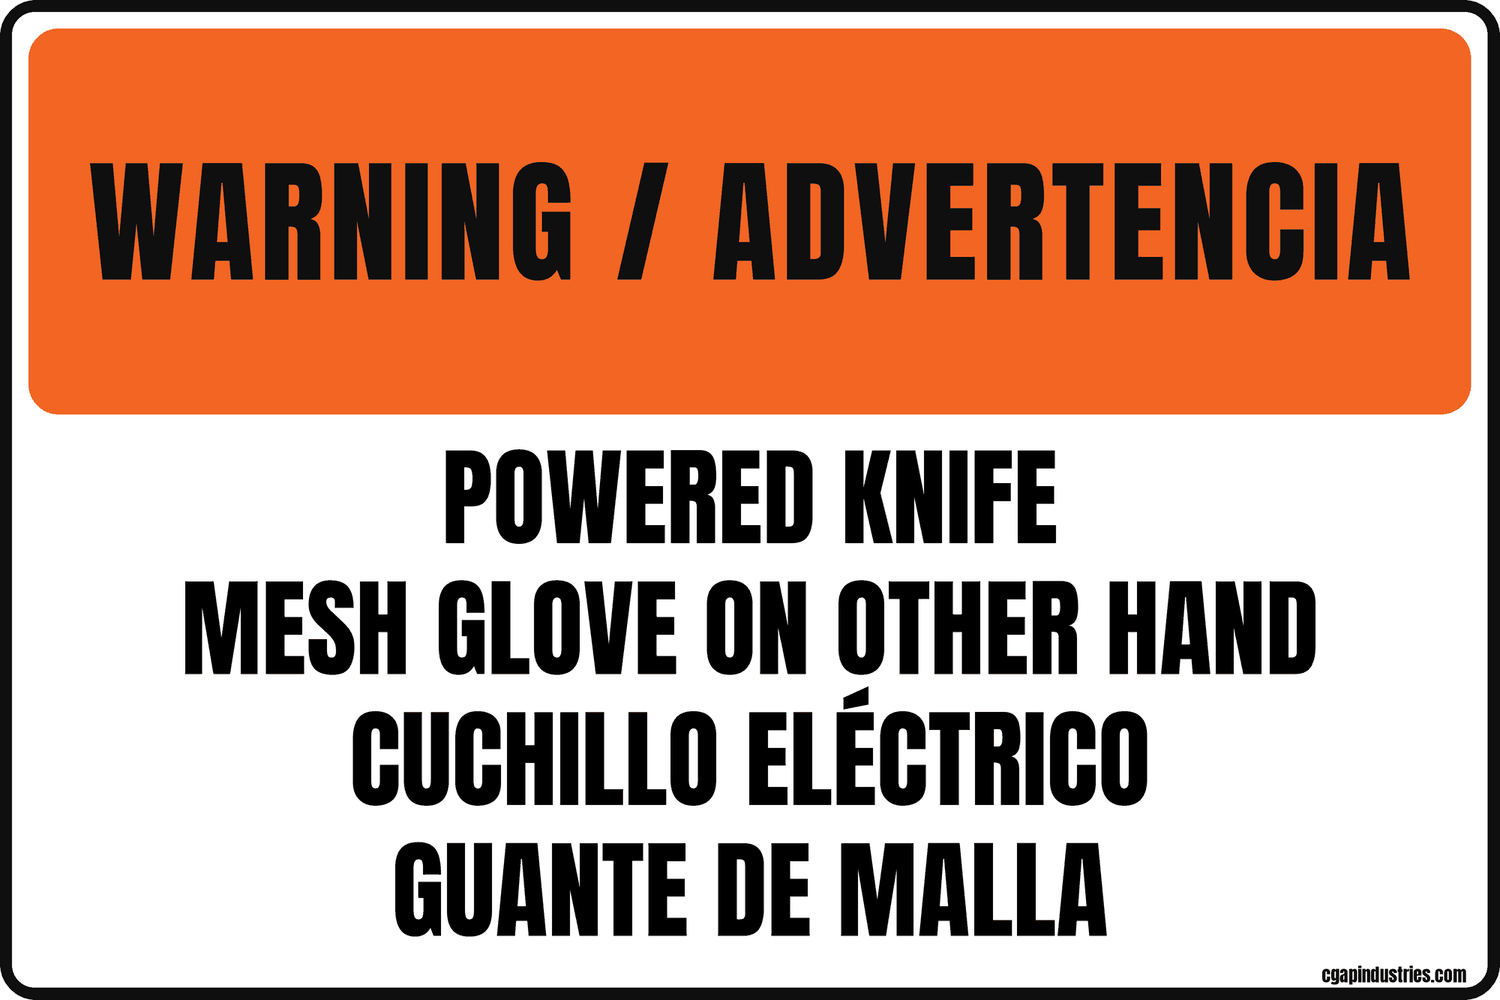 WARNING / ADVERTENCIA
POWERED KNIFE
MESH GLOVE ON OTHER HAND
CUCHILLO ELÉCTRICO
GUANTE DE MALLA
cgapindustries.com